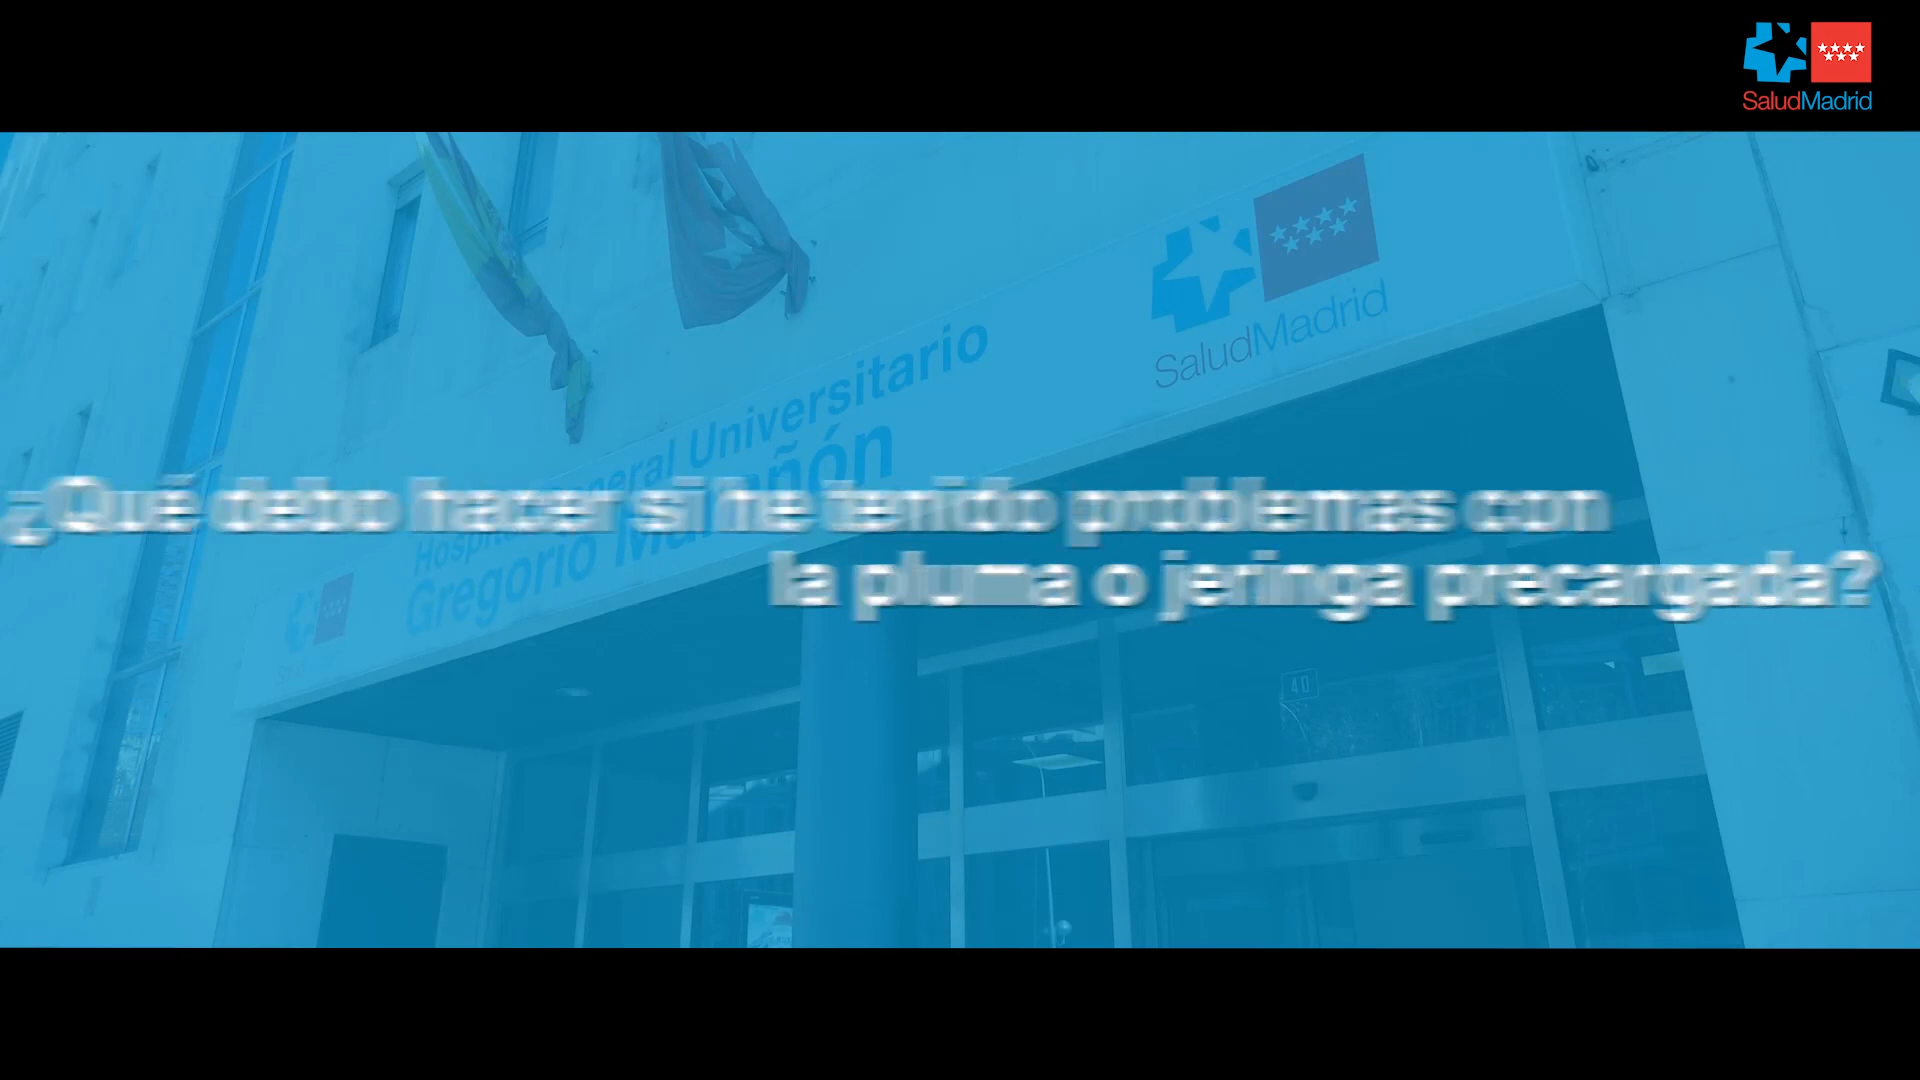 SaludMadrid
SaludMadrid
Hospital General Universitario
Gregorio Marañón
¿Qué debo hacer si he tenido problemas con
la pluma o jeringa precargada?
40